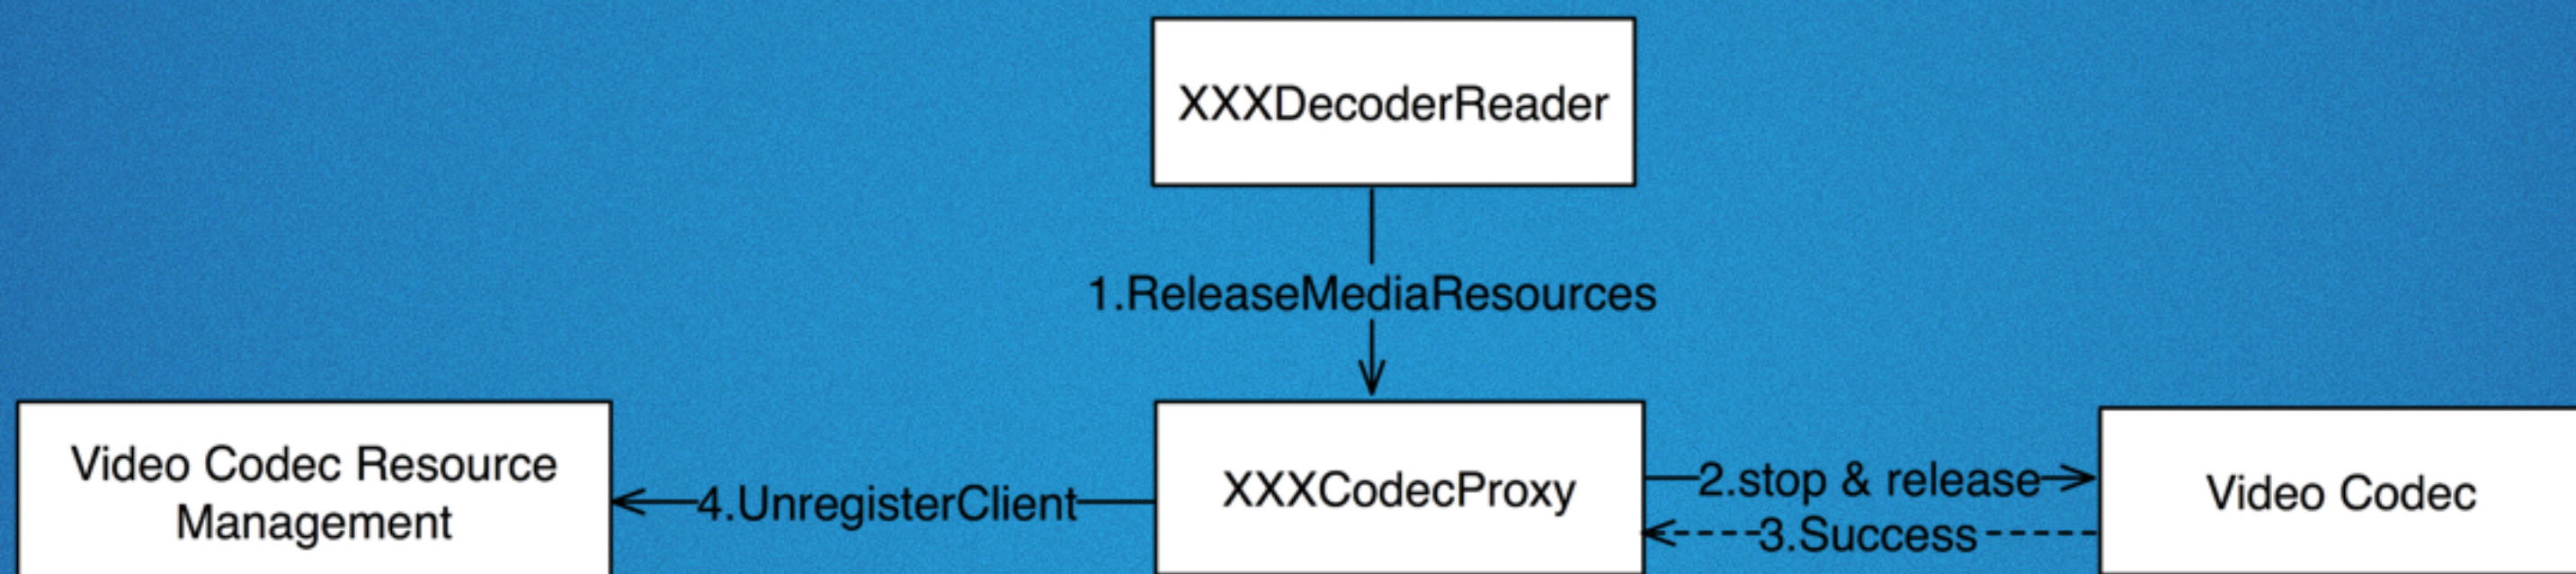 XXXDecoderReader
1.ReleaseMediaResources
Video Codec Resource
Management
4.UnregisterClient
XXXCodecProxy
2.stop & release
3.Success
Video Codec